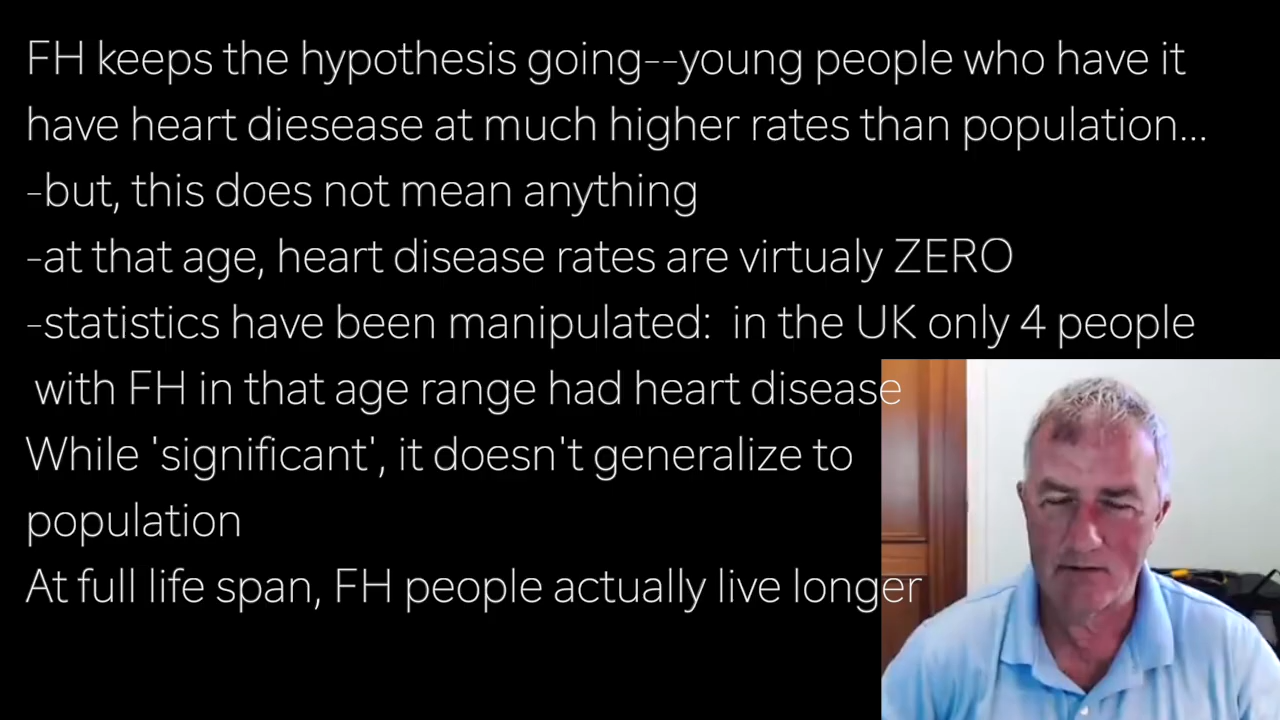 FH keeps the hypothesis going--young people who have it
have heart diesease at much higher rates than population...
-but, this does not mean anything
-at that age, heart disease rates are virtualy ZERO
-statistics have been manipulated:  in the UK only 4 people
with FH in that age range had heart disease
While 'significant', it doesn't generalize to
population
At full life span, FH people actually live longer